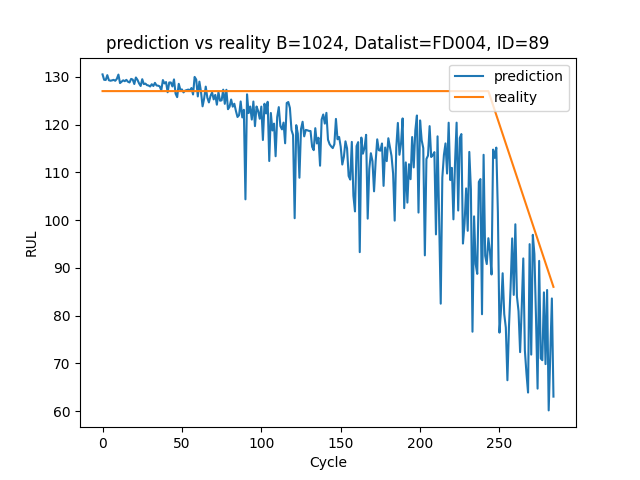 prediction vs reality B=1024, Datalist=FD004, ID=89
prediction
reality
130
120
110
100
90
80
70
60
RUL
0 50 100 150 200 250
Cycle